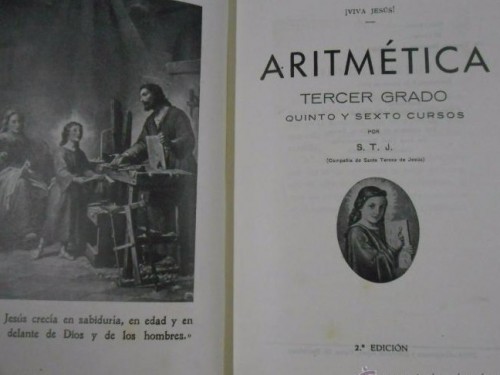 Jesús crecía en sabiduría, en edad y en
delante de Dios y de los hombres.»
¡VIVA JESÚS!
ARITMÉTICA
TERCER GRADO
QUINTO Y SEXTO CURSOS
POR
S. T. J.
(Compañía de Santa Teresa de Jesús)
2.ª EDICIÓN